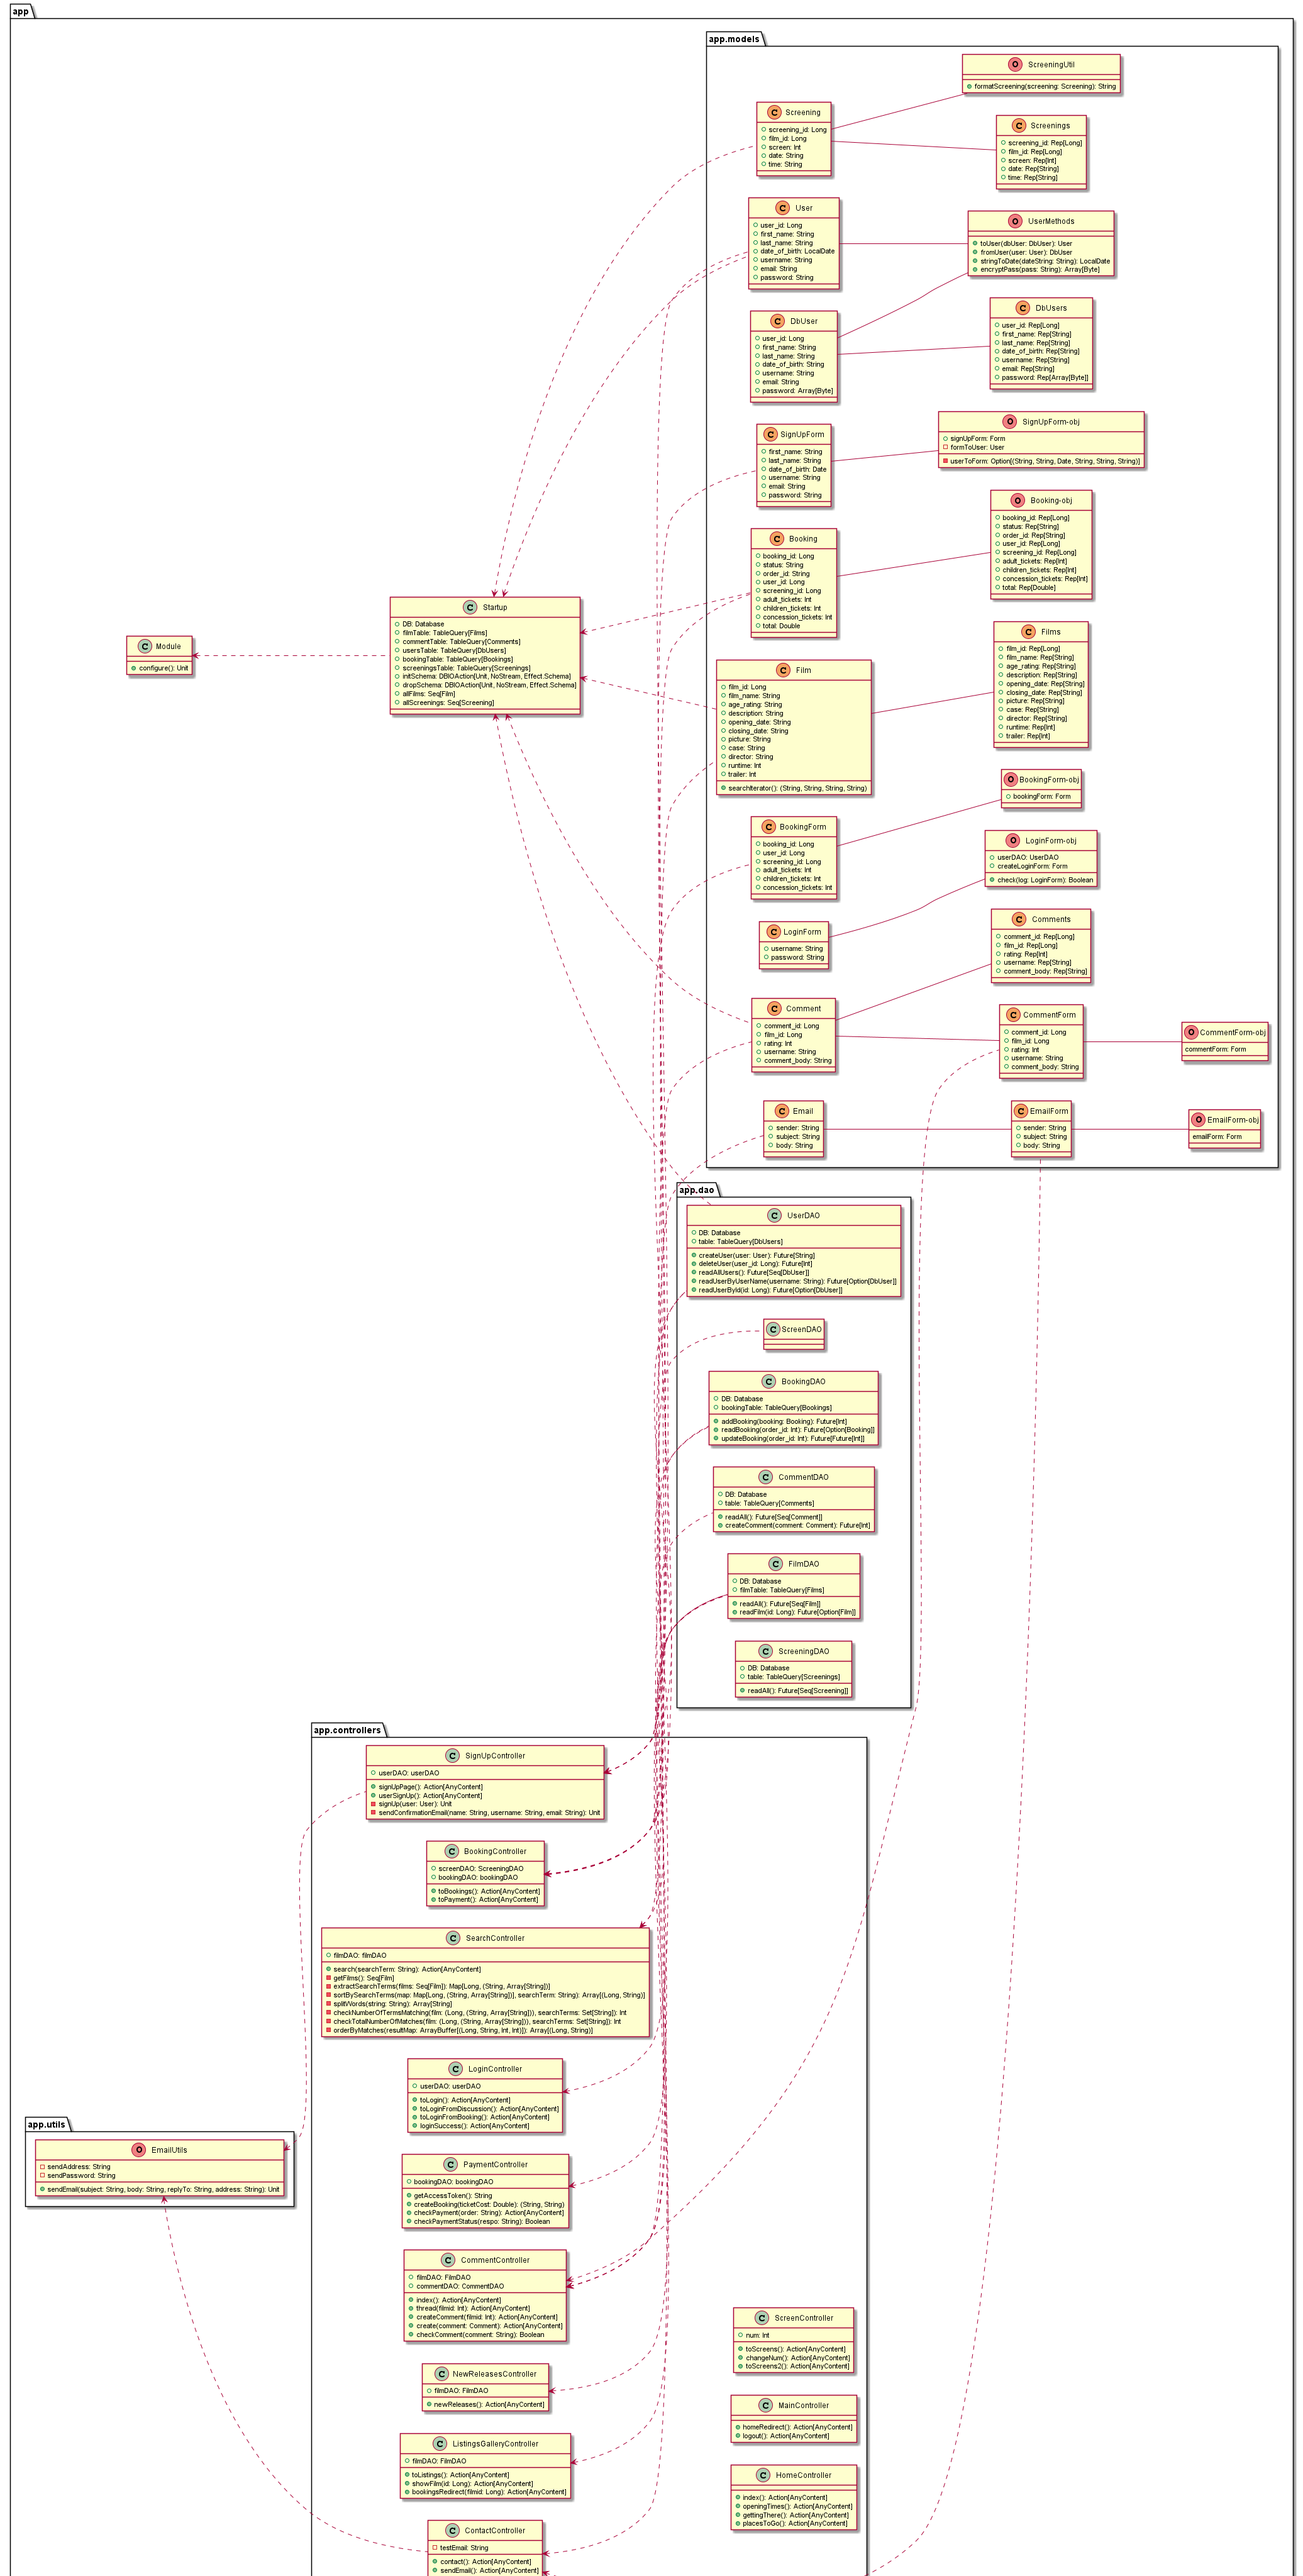 app
app.models
O ScreeningUtil
formatScreening(screening: Screening): String
C Screening
screening_id: Long
film_id: Long
screen: Int
date: String
time: String
C Screenings
screening_id: Rep[Long]
film_id: Rep[Long]
screen: Rep[Int]
date: Rep[String]
time: Rep[String]
C User
user_id: Long
first_name: String
last_name: String
date_of_birth: LocalDate
username: String
email: String
password: String
O UserMethods
toUser(dbUser: DbUser): User
fromUser(user: User): DbUser
stringToDate(dateString: String): LocalDate
encryptPass(pass: String): Array[Byte]
C DbUser
user_id: Long
first_name: String
last_name: String
date_of_birth: String
username: String
email: String
password: Array[Byte]
C DbUsers
user_id: Rep[Long]
first_name: Rep[String]
last_name: Rep[String]
date_of_birth: Rep[String]
username: Rep[String]
email: Rep[String]
password: Rep[Array[Byte]]
C SignUpForm
first_name: String
last_name: String
date_of_birth: Date
username: String
email: String
password: String
O SignUpForm-obj
signUpForm: Form
formToUser: User
userToForm: Option[(String, String, Date, String, String, String)]
C Booking
booking_id: Long
status: String
order_id: String
user_id: Long
screening_id: Long
adult_tickets: Int
children_tickets: Int
concession_tickets: Int
total: Double
O Booking-obj
booking_id: Rep[Long]
status: Rep[String]
order_id: Rep[String]
user_id: Rep[Long]
screening_id: Rep[Long]
adult_tickets: Rep[Int]
children_tickets: Rep[Int]
concession_tickets: Rep[Int]
total: Rep[Double]
C Startup
DB: Database
filmTable: TableQuery[Films]
commentTable: TableQuery[Comments]
usersTable: TableQuery[DbUsers]
bookingTable: TableQuery[Bookings]
screeningsTable: TableQuery[Screenings]
initSchema: DBIOAction[Unit, NoStream, Effect.Schema]
dropSchema: DBIOAction[Unit, NoStream, Effect.Schema]
allFilms: Seq[Film]
allScreenings: Seq[Screening]
C Module
configure(): Unit
C Film
film_id: Long
film_name: String
age_rating: String
description: String
opening_date: String
closing_date: String
picture: String
case: String
director: String
runtime: Int
trailer: Int
searchIterator(): (String, String, String, String)
C Films
film_id: Rep[Long]
film_name: Rep[String]
age_rating: Rep[String]
description: Rep[String]
opening_date: Rep[String]
closing_date: Rep[String]
picture: Rep[String]
case: Rep[String]
director: Rep[String]
runtime: Rep[Int]
trailer: Rep[Int]
O BookingForm-obj
bookingForm: Form
C BookingForm
booking_id: Long
user_id: Long
screening_id: Long
adult_tickets: Int
children_tickets: Int
concession_tickets: Int
O LoginForm-obj
userDAO: UserDAO
createLoginForm: Form
check(log: LoginForm): Boolean
C LoginForm
username: String
password: String
C Comments
comment_id: Rep[Long]
film_id: Rep[Long]
rating: Rep[Int]
username: Rep[String]
comment_body: Rep[String]
C Comment
comment_id: Long
film_id: Long
rating: Int
username: String
comment_body: String
C CommentForm
comment_id: Long
film_id: Long
rating: Int
username: String
comment_body: String
O CommentForm-obj
commentForm: Form
C Email
sender: String
subject: String
body: String
C EmailForm
sender: String
subject: String
body: String
O EmailForm-obj
emailForm: Form
app.dao
C UserDAO
DB: Database
table: TableQuery[DbUsers]
createUser(user: User): Future[String]
deleteUser(user_id: Long): Future[Int]
readAllUsers(): Future[Seq[DbUser]]
readUserByUserName(username: String): Future[Option[DbUser]]
readUserById(id: Long): Future[Option[DbUser]]
C ScreenDAO
C BookingDAO
DB: Database
bookingTable: TableQuery[Bookings]
addBooking(booking: Booking): Future[Int]
readBooking(order_id: Int): Future[Option[Booking]]
updateBooking(order_id: Int): Future[Future[Int]]
C CommentDAO
DB: Database
table: TableQuery[Comments]
readAll(): Future[Seq[Comment]]
createComment(comment: Comment): Future[Int]
C FilmDAO
DB: Database
filmTable: TableQuery[Films]
readAll(): Future[Seq[Film]]
readFilm(id: Long): Future[Option[Film]]
C ScreeningDAO
DB: Database
table: TableQuery[Screenings]
readAll(): Future[Seq[Screening]]
app.controllers
C SignUpController
userDAO: userDAO
signUpPage(): Action[AnyContent]
userSignUp(): Action[AnyContent]
signUp(user: User): Unit
sendConfirmationEmail(name: String, username: String, email: String): Unit
C BookingController
screenDAO: ScreeningDAO
bookingDAO: bookingDAO
toBookings(): Action[AnyContent]
toPayment(): Action[AnyContent]
C SearchController
filmDAO: filmDAO
search(searchTerm: String): Action[AnyContent]
getFilms(): Seq[Film]
extractSearchTerms(films: Seq[Film]): Map[Long, (String, Array[String])]
sortBySearchTerms(map: Map[Long, (String, Array[String])], searchTerm: String): Array[(Long, String)]
splitWords(string: String): Array[String]
checkNumberOfTermsMatching(film: (Long, (String, Array[String])), searchTerms: Set[String]): Int
checkTotalNumberOfMatches(film: (Long, (String, Array[String])), searchTerms: Set[String]): Int
orderByMatches(resultMap: ArrayBuffer[(Long, String, Int, Int)]): Array[(Long, String)]
C LoginController
userDAO: userDAO
toLogin(): Action[AnyContent]
toLoginFromDiscussion(): Action[AnyContent]
toLoginFromBooking(): Action[AnyContent]
loginSuccess(): Action[AnyContent]
app.utils
O EmailUtils
sendAddress: String
sendPassword: String
sendEmail(subject: String, body: String, replyTo: String, address: String): Unit
C PaymentController
bookingDAO: bookingDAO
getAccessToken(): String
createBooking(ticketCost: Double): (String, String)
checkPayment(order: String): Action[AnyContent]
checkPaymentStatus(respo: String): Boolean
C CommentController
filmDAO: FilmDAO
commentDAO: CommentDAO
index(): Action[AnyContent]
thread(filmid: Int): Action[AnyContent]
createComment(filmid: Int): Action[AnyContent]
create(comment: Comment): Action[AnyContent]
checkComment(comment: String): Boolean
C ScreenController
num: Int
toScreens(): Action[AnyContent]
changeNum(): Action[AnyContent]
toScreens2(): Action[AnyContent]
C NewReleasesController
filmDAO: FilmDAO
newReleases(): Action[AnyContent]
C MainController
homeRedirect(): Action[AnyContent]
logout(): Action[AnyContent]
C ListingsGalleryController
filmDAO: FilmDAO
toListings(): Action[AnyContent]
showFilm(id: Long): Action[AnyContent]
bookingsRedirect(filmid: Long): Action[AnyContent]
C HomeController
index(): Action[AnyContent]
openingTimes(): Action[AnyContent]
gettingThere(): Action[AnyContent]
placesToGo(): Action[AnyContent]
C ContactController
testEmail: String
contact(): Action[AnyContent]
sendEmail(): Action[AnyContent]